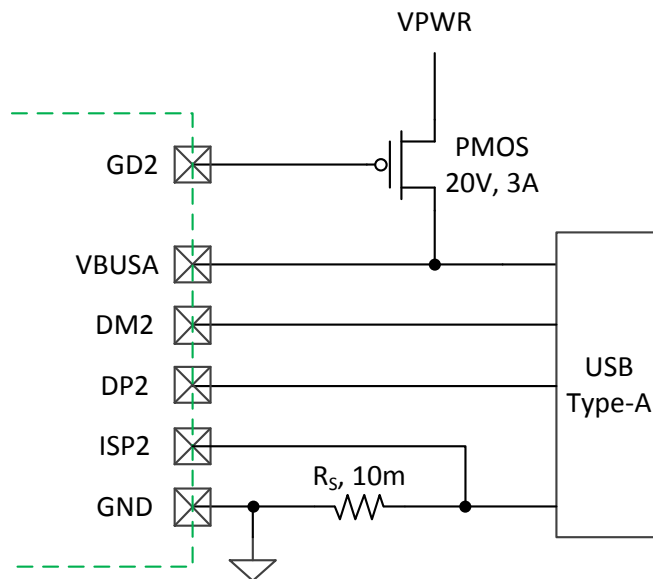 VPWR
GD2
PMOS
20V, 3A
VBUSA
DM2
DP2
USB
Type-A
ISP2
RS, 10m
GND